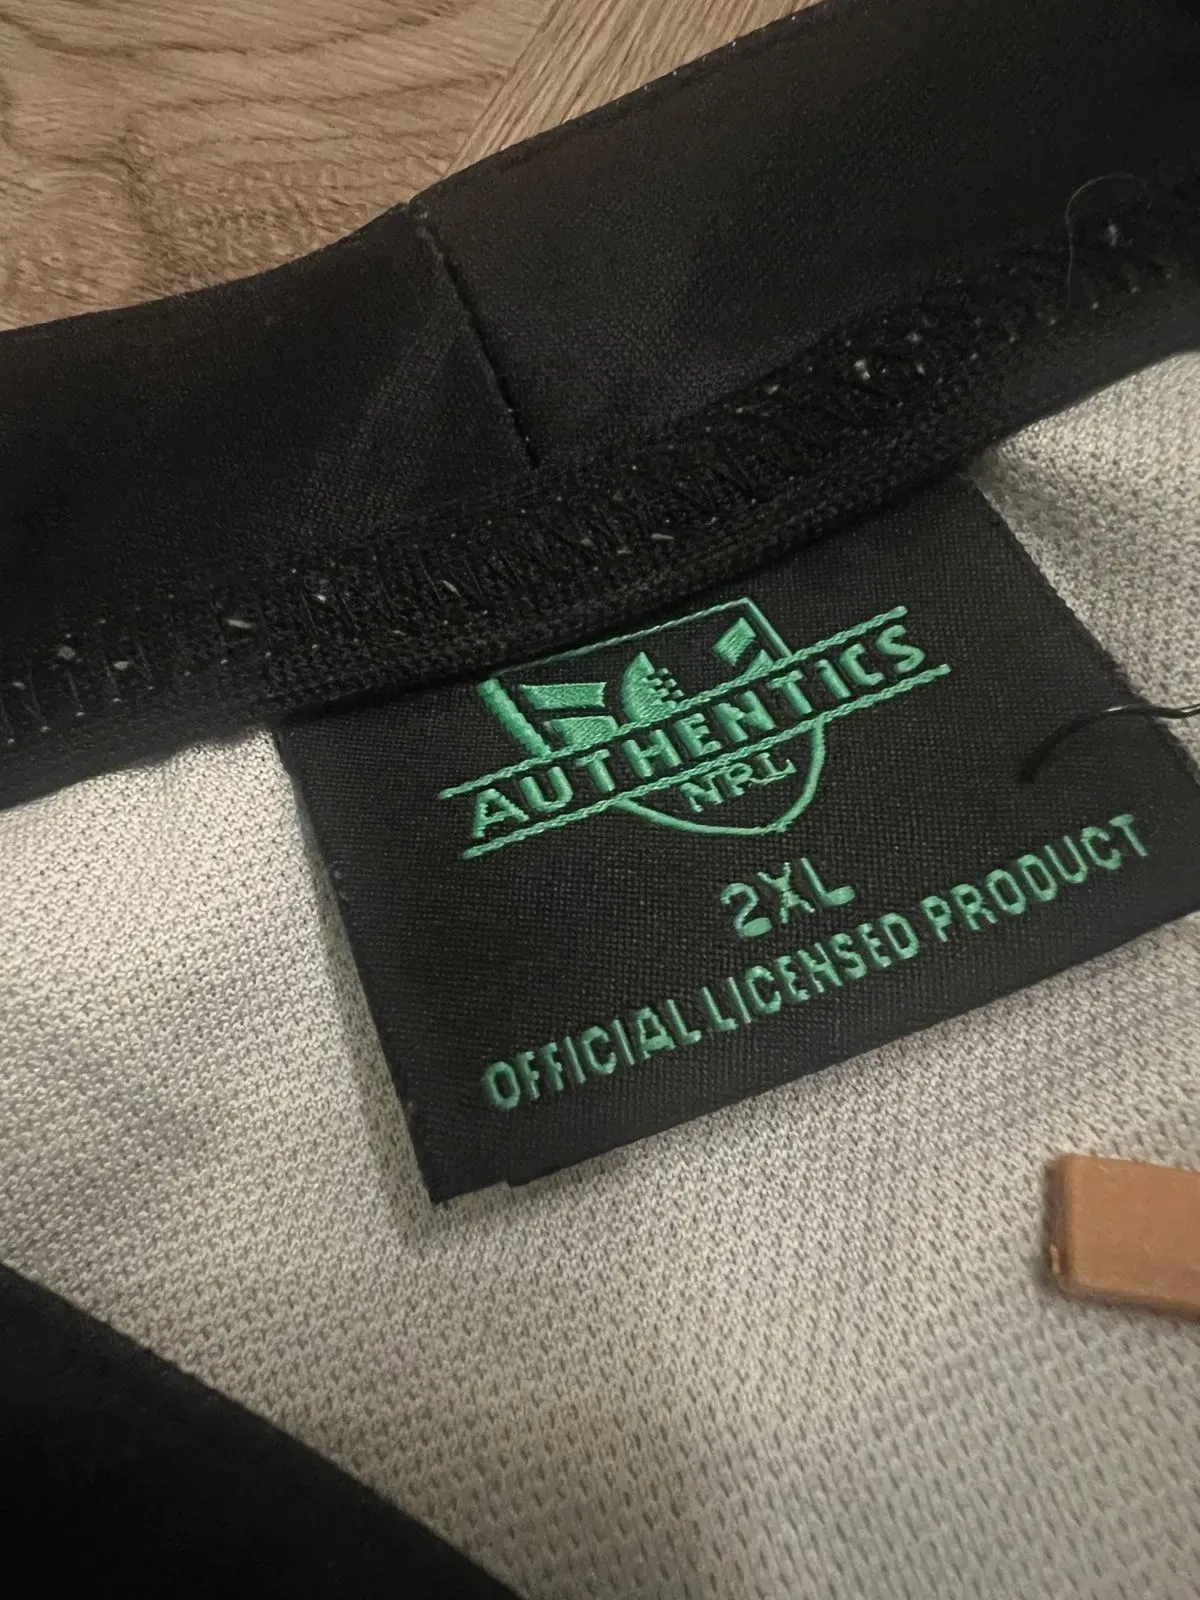 AUTHENTICS
NRL
2XL
OFFICIAL LICENSED PRODUCT